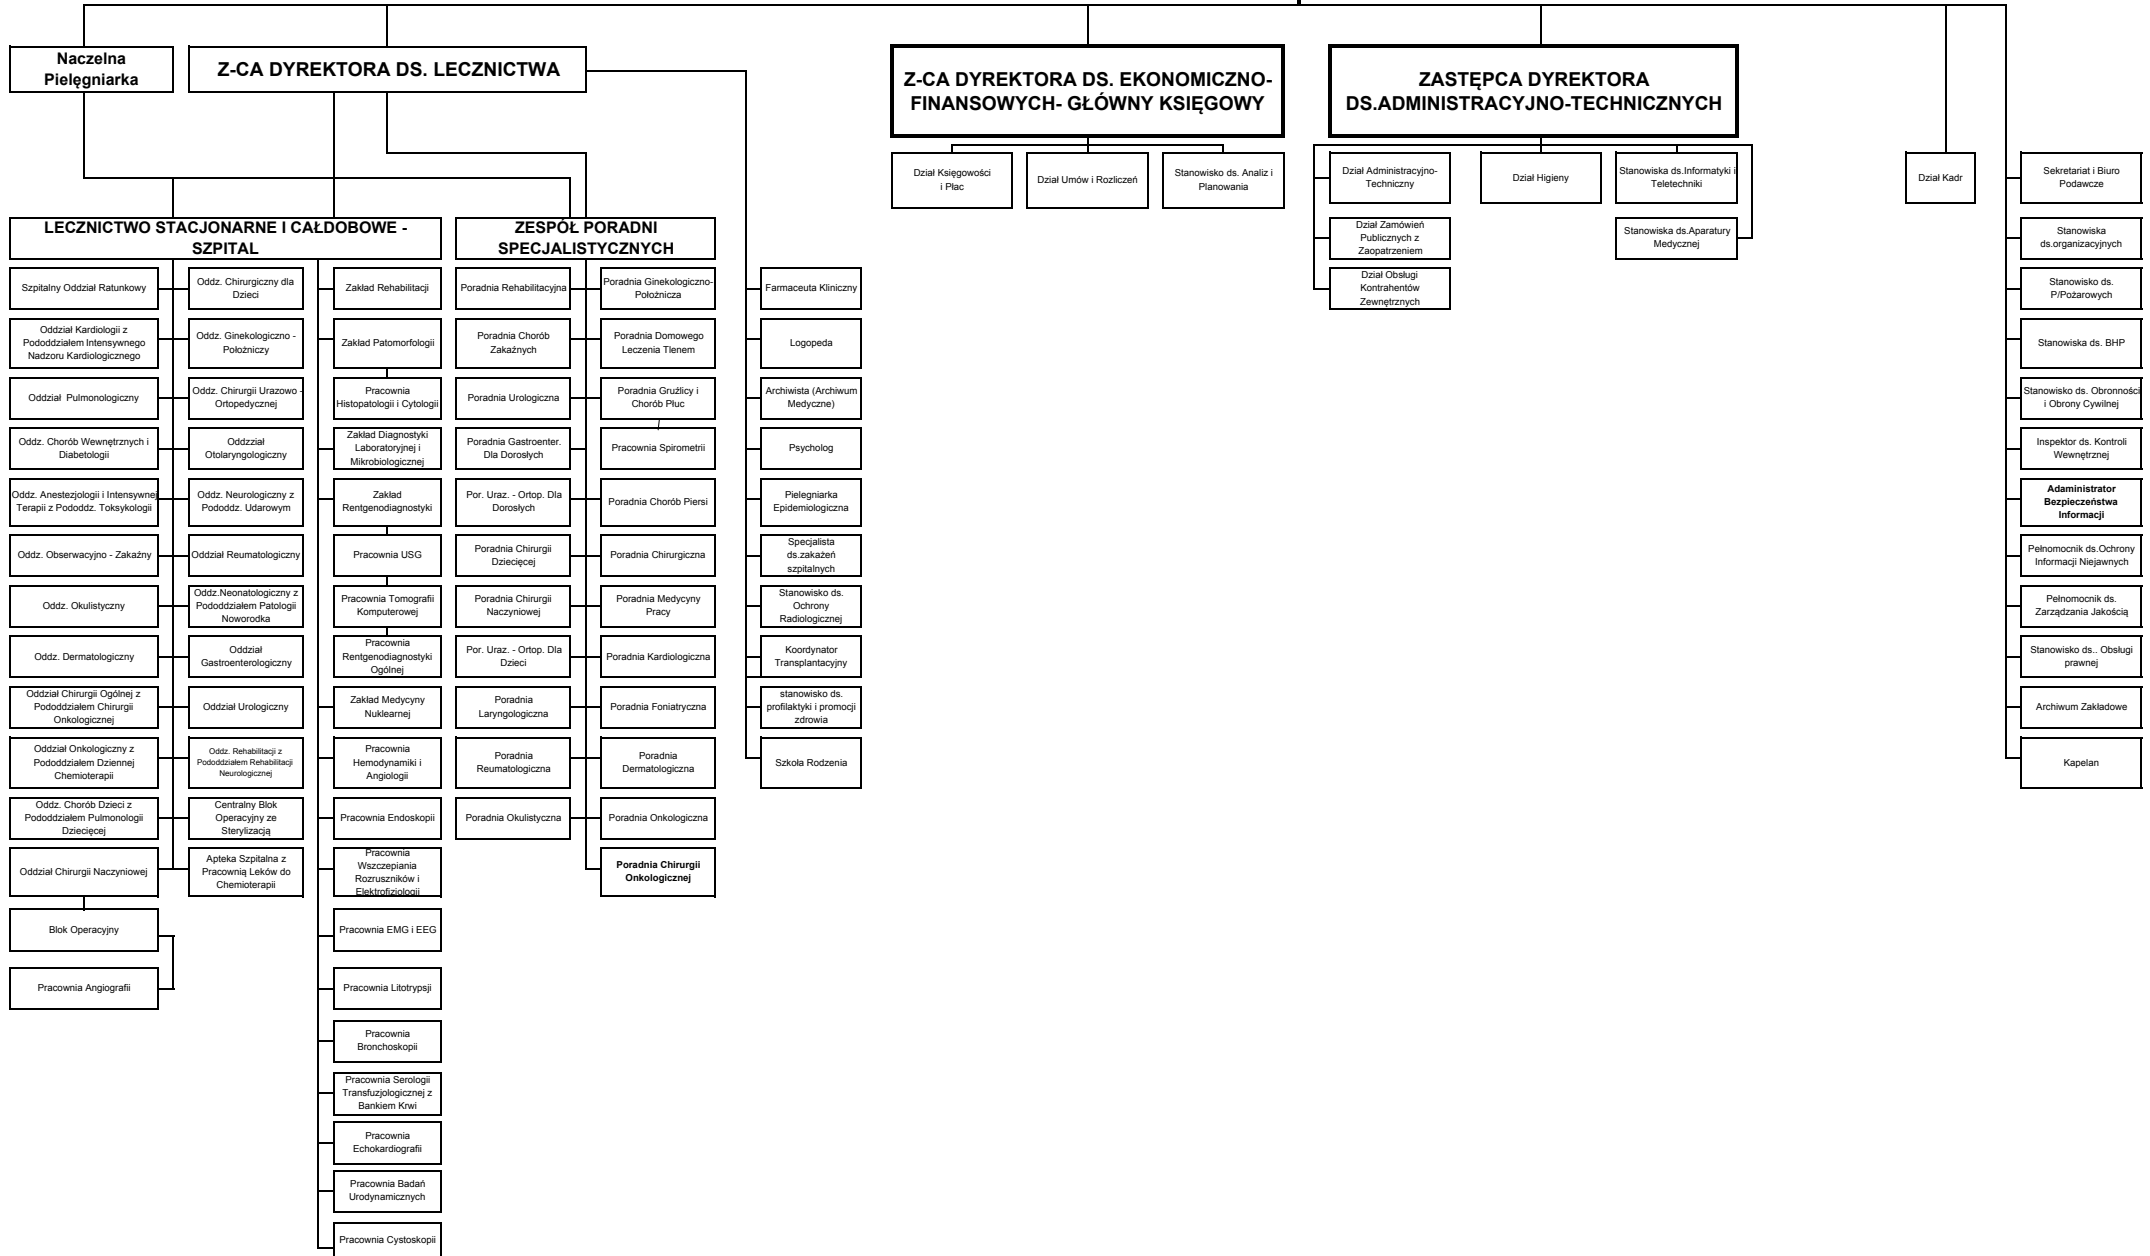 Naczelna
Pielęgniarka
Z-CA DYREKTORA DS. LECZNICTWA
Z-CA DYREKTORA DS. EKONOMICZNO-
FINANSOWYCH- GŁÓWNY KSIĘGOWY
ZASTĘPCA DYREKTORA
DS.ADMINISTRACYJNO-TECHNICZNYCH
Dział Księgowości
i Płac
Dział Umów i Rozliczeń
Stanowisko ds. Analiz i
Planowania
Dział Administracyjno-
Techniczny
Dział Higieny
Stanowiska ds.Informatyki i
Teletechniki
Dział Zamówień
Publicznych z
Zaopatrzeniem
Stanowiska ds.Aparatury
Medycznej
Dział Obsługi
Kontrahentów
Zewnętrznych
Dział Kadr
Sekretariat i Biuro
Podawcze
Stanowiska
ds.organizacyjnych
Stanowisko ds.
P/Pożarowych
Stanowiska ds. BHP
Stanowisko ds. Obronności
i Obrony Cywilnej
Inspektor ds. Kontroli
Wewnętrznej
Adaministrator
Bezpieczeństwa
Informacji
Pełnomocnik ds.Ochrony
Informacji Niejawnych
Pełnomocnik ds.
Zarządzania Jakością
Stanowisko ds.. Obsługi
prawnej
Archiwum Zakładowe
Kapelan
LECZNICTWO STACJONARNE I CAŁDOBOWE -
SZPITAL
Szpitalny Oddział Ratunkowy
Oddział Kardiologii z
Pododdziałem Intensywnego
Nadzoru Kardiologicznego
Oddział  Pulmonologiczny
Oddz. Chorób Wewnętrznych i
Diabetologii
Oddz. Anestezjologii i Intensywnej
Terapii z Pododdz. Toksykologii
Oddz. Obserwacyjno - Zakaźny
Oddz. Okulistyczny
Oddz. Dermatologiczny
Oddział Chirurgii Ogólnej z
Pododdziałem Chirurgii
Onkologicznej
Oddział Onkologiczny z
Pododdziałem Dziennej
Chemioterapii
Oddz. Chorób Dzieci z
Pododdziałem Pulmonologii
Dziecięcej
Oddział Chirurgii Naczyniowej
Blok Operacyjny
Pracownia Angiografii
Oddz. Chirurgiczny dla
Dzieci
Oddz. Ginekologiczno -
Położniczy
Oddz. Chirurgii Urazowo -
Ortopedycznej
Oddzział
Otolaryngologiczny
Oddz. Neurologiczny z
Pododdz. Udarowym
Oddział Reumatologiczny
Oddz.Neonatologiczny z
Pododdziałem Patologii
Noworodka
Oddział
Gastroenterologiczny
Oddział Urologiczny
Oddz. Rehabilitacji z
Pododdziałem Rehabilitacji
Neurologicznej
Centralny Blok
Operacyjny ze
Sterylizacją
Apteka Szpitalna z
Pracownią Leków do
Chemioterapii
Zakład Rehabilitacji
Zakład Patomorfologii
Pracownia
Histopatologii i Cytologii
Zakład Diagnostyki
Laboratoryjnej i
Mikrobiologicznej
Zakład
Rentgenodiagnostyki
Pracownia USG
Pracownia Tomografii
Komputerowej
Pracownia
Rentgenodiagnostyki
Ogólnej
Zakład Medycyny
Nuklearnej
Pracownia
Hemodynamiki i
Angiologii
Pracownia Endoskopii
Pracownia
Wszczepiania
Rozruszników i
Elektrofizjologii
Pracownia EMG i EEG
Pracownia Litotrypsji
Pracownia
Bronchoskopii
Pracownia Serologii
Transfuzjologicznej z
Bankiem Krwi
Pracownia
Echokardiografii
Pracownia Badań
Urodynamicznych
Pracownia Cystoskopii
ZESPÓŁ PORADNI
SPECJALISTYCZNYCH
Poradnia Rehabilitacyjna
Poradnia Chorób
Zakaźnych
Poradnia Urologiczna
Poradnia Gastroenter.
Dla Dorosłych
Por. Uraz. - Ortop. Dla
Dorosłych
Poradnia Chirurgii
Dziecięcej
Poradnia Chirurgii
Naczyniowej
Por. Uraz. - Ortop. Dla
Dzieci
Poradnia
Laryngologiczna
Poradnia
Reumatologiczna
Poradnia Okulistyczna
Poradnia Ginekologiczno-
Położnicza
Poradnia Domowego
Leczenia Tlenem
Poradnia Gruźlicy i
Chorób Płuc
Pracownia Spirometrii
Poradnia Chorób Piersi
Poradnia Chirurgiczna
Poradnia Medycyny
Pracy
Poradnia Kardiologiczna
Poradnia Foniatryczna
Poradnia
Dermatologiczna
Poradnia Onkologiczna
Poradnia Chirurgii
Onkologicznej
Farmaceuta Kliniczny
Logopeda
Archiwista (Archiwum
Medyczne)
Psycholog
Pielegniarka
Epidemiologiczna
Specjalista
ds.zakażeń
szpitalnych
Stanowisko ds.
Ochrony
Radiologicznej
Koordynator
Transplantacyjny
stanowisko ds.
profilaktyki i promocji
zdrowia
Szkoła Rodzenia